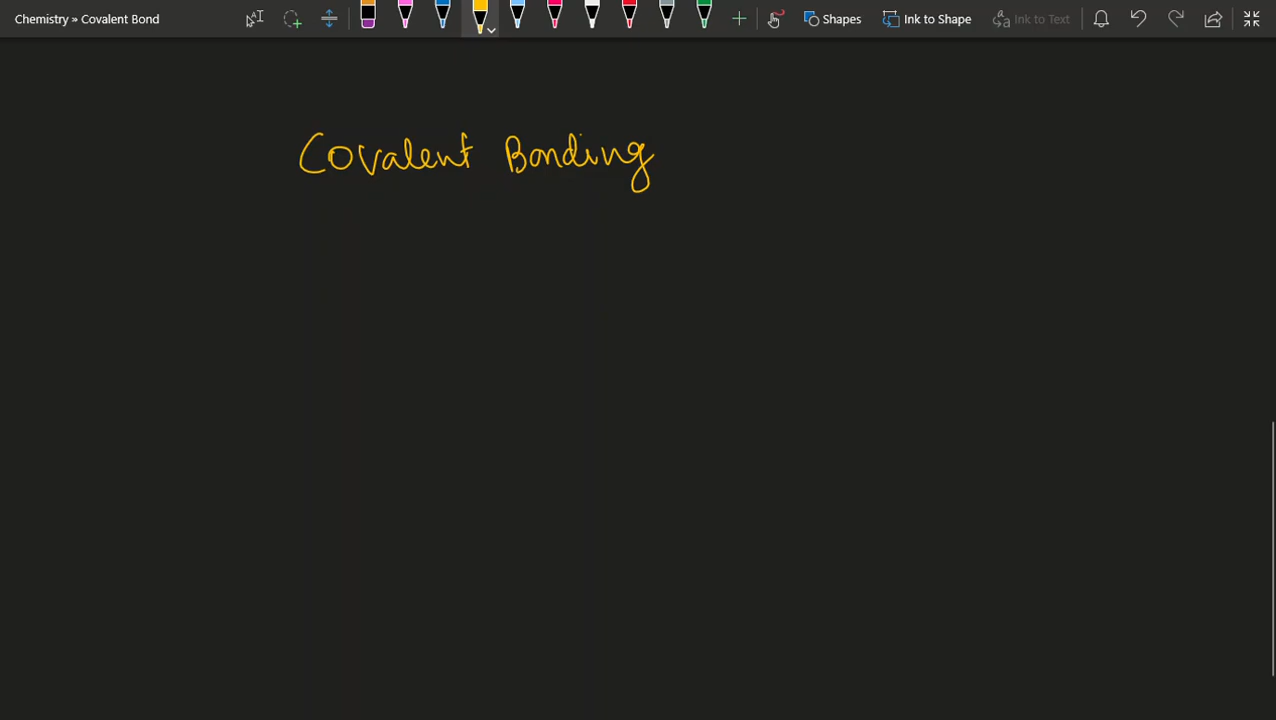 Chemistry » Covalent Bond
Shapes
Ink to Shape
Ink to Text
Covalent Bonding